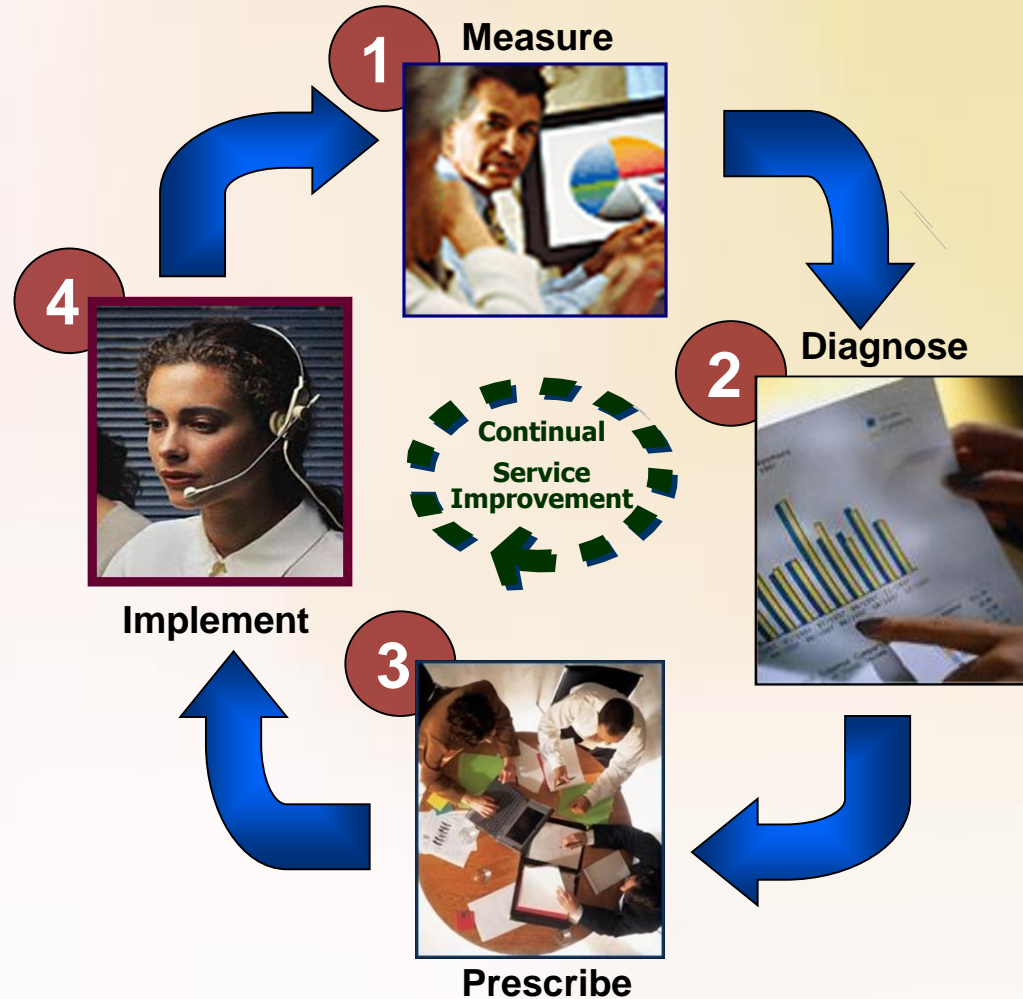 1
Measure
2
Diagnose
3
Prescribe
4
Implement
Continual
Service
Improvement